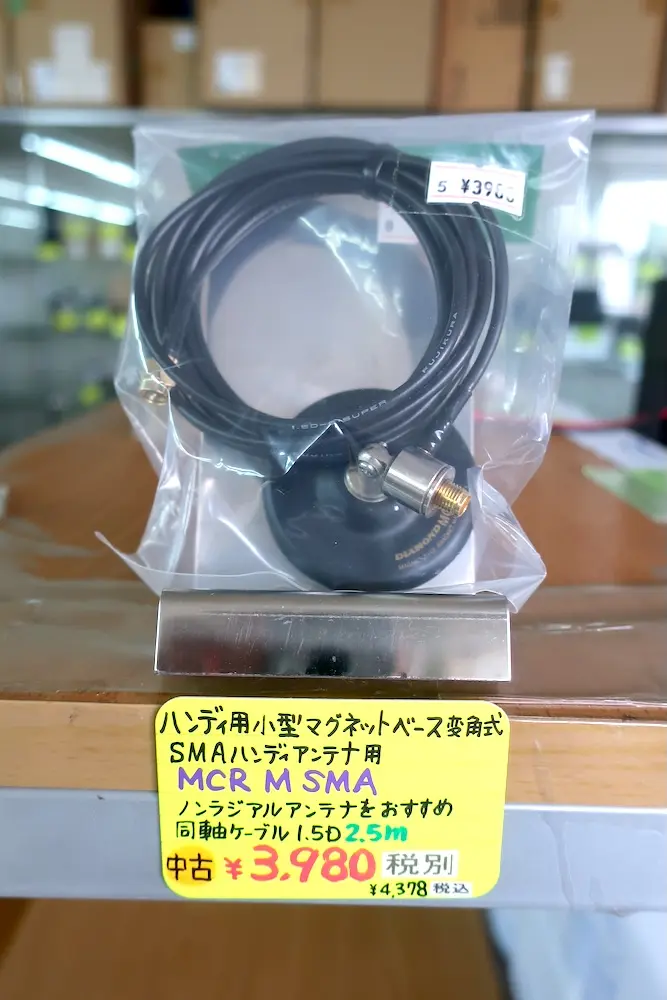 5 ¥3980
FUJIKURA
1.5D-
SUPER
DIAMOND
ハンディ用小型マグネットベース変角式
SMAハンディアンテナ用
MCR M SMA
ノンラジアルアンテナをおすすめ
同軸ケーブル1.5D 2.5m
中古 ¥3,980 税別
¥4,378 税込